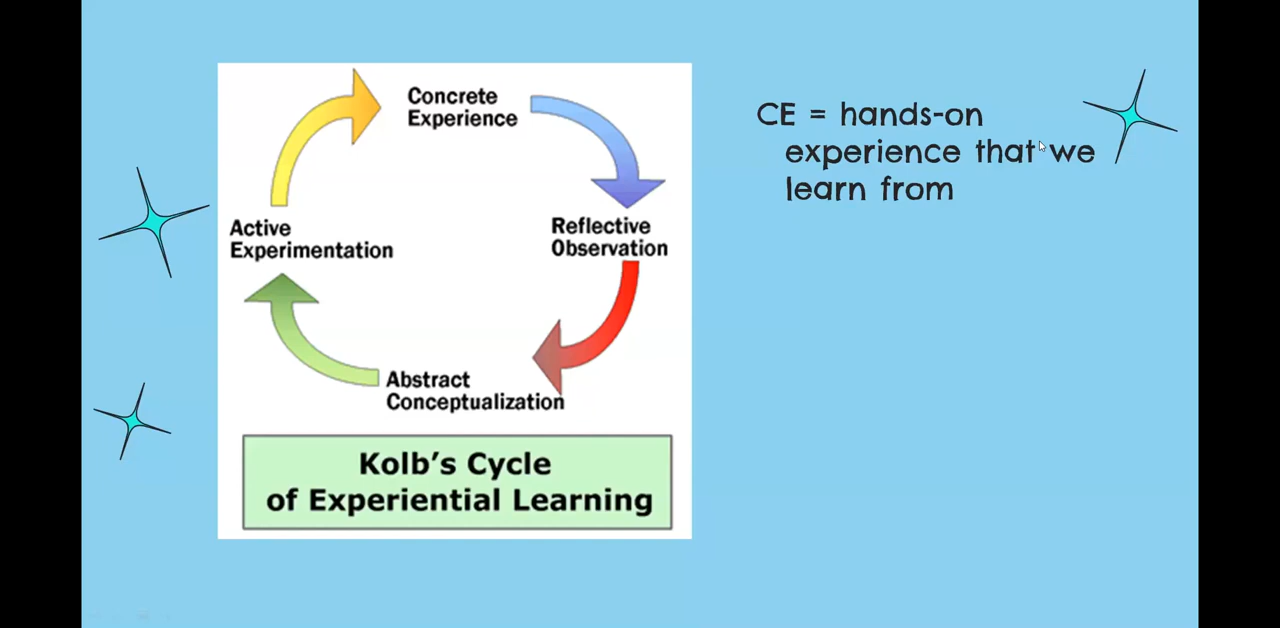 Concrete
Experience
Reflective
Observation
Abstract
Conceptualization
Active
Experimentation
Kolb's Cycle
of Experiential Learning
CE = hands-on
experience that we
learn from